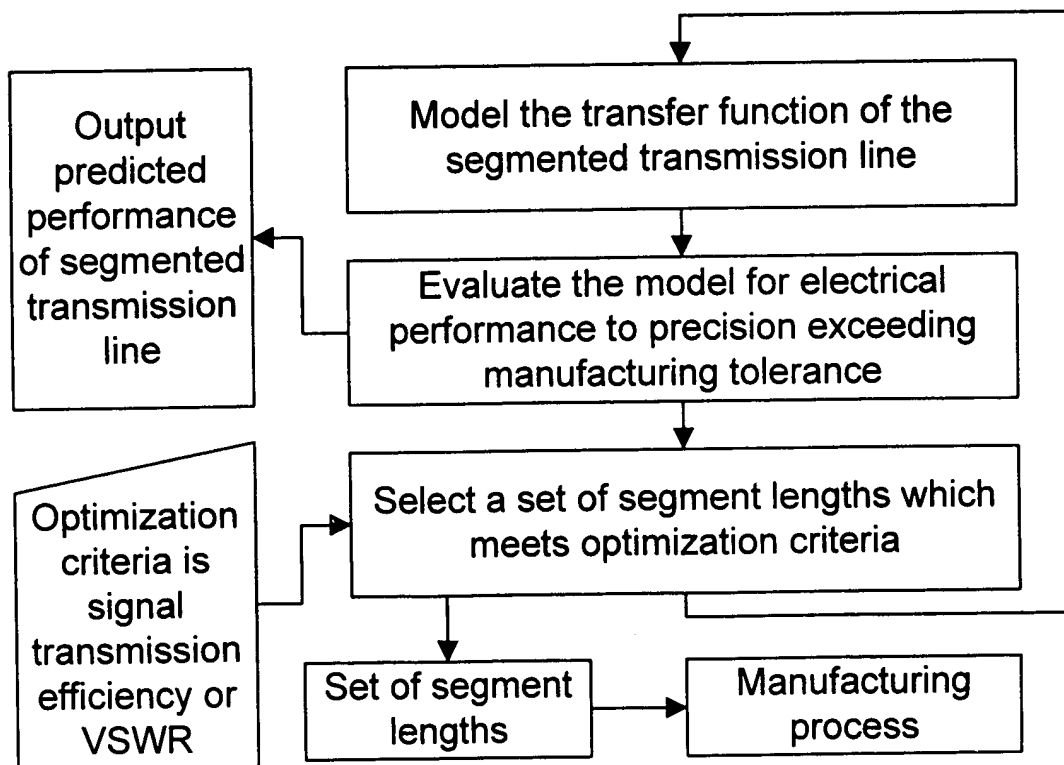 Model the transfer function of the
segmented transmission line
Output
predicted
performance
of segmented
transmission
line
Evaluate the model for electrical
performance to precision exceeding
manufacturing tolerance
Select a set of segment lengths which
meets optimization criteria
Optimization
criteria is
signal
transmission
efficiency or
VSWR
Set of segment
lengths
Manufacturing
process